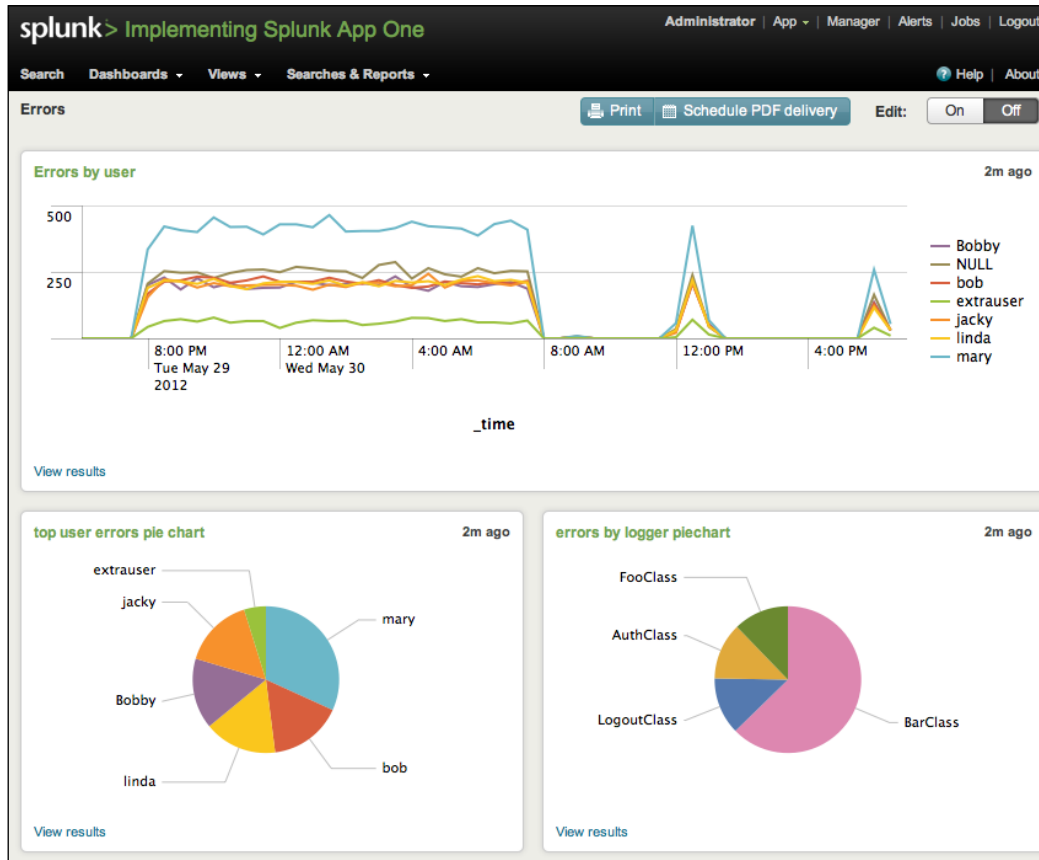 splunk> Implementing Splunk App One
Administrator | App | Manager | Alerts | Jobs | Logout
Search Dashboards Views Searches & Reports
? Help | About
Errors
Print Schedule PDF delivery Edit: On Off
Errors by user 2m ago
500
250
Bobby
NULL
bob
extrauser
jacky
linda
mary
8:00 PM 12:00 AM 4:00 AM 8:00 AM 12:00 PM 4:00 PM
Tue May 29 Wed May 30
2012
_time
View results
top user errors pie chart 2m ago
extrauser
jacky
mary
Bobby
bob
linda
View results
errors by logger piechart 2m ago
FooClass
AuthClass
LogoutClass
BarClass
View results